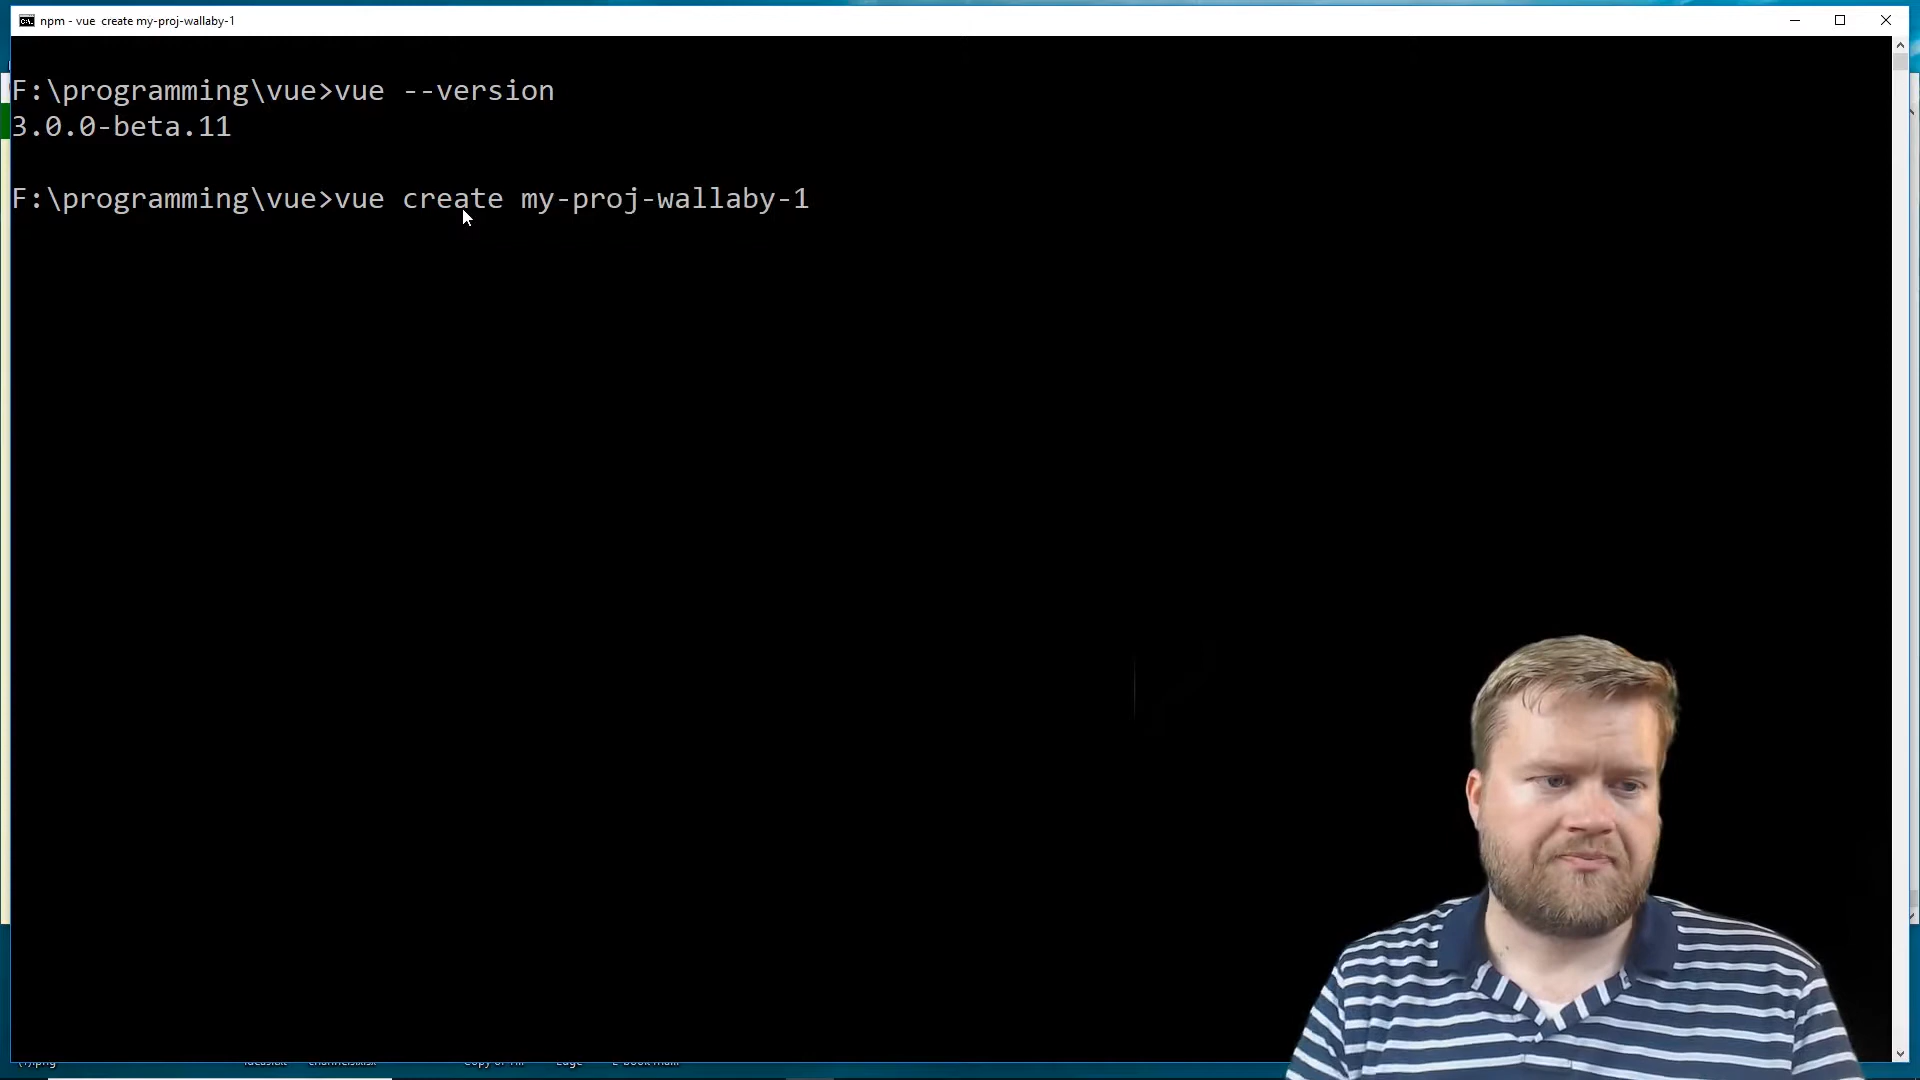 npm - vue  create my-proj-wallaby-1
F:\programming\vue>vue --version
3.0.0-beta.11
F:\programming\vue>vue create my-proj-wallaby-1